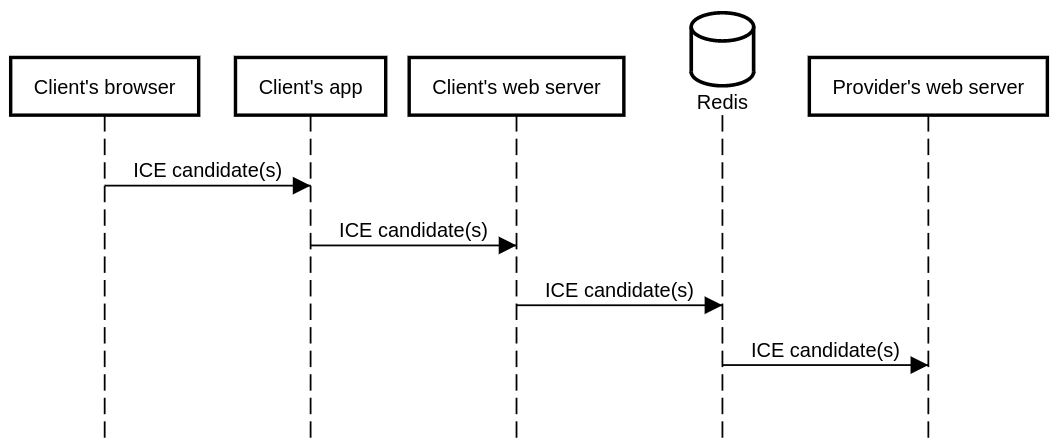 Client's browser
Client's app
Client's web server
Redis
Provider's web server
ICE candidate(s)
ICE candidate(s)
ICE candidate(s)
ICE candidate(s)